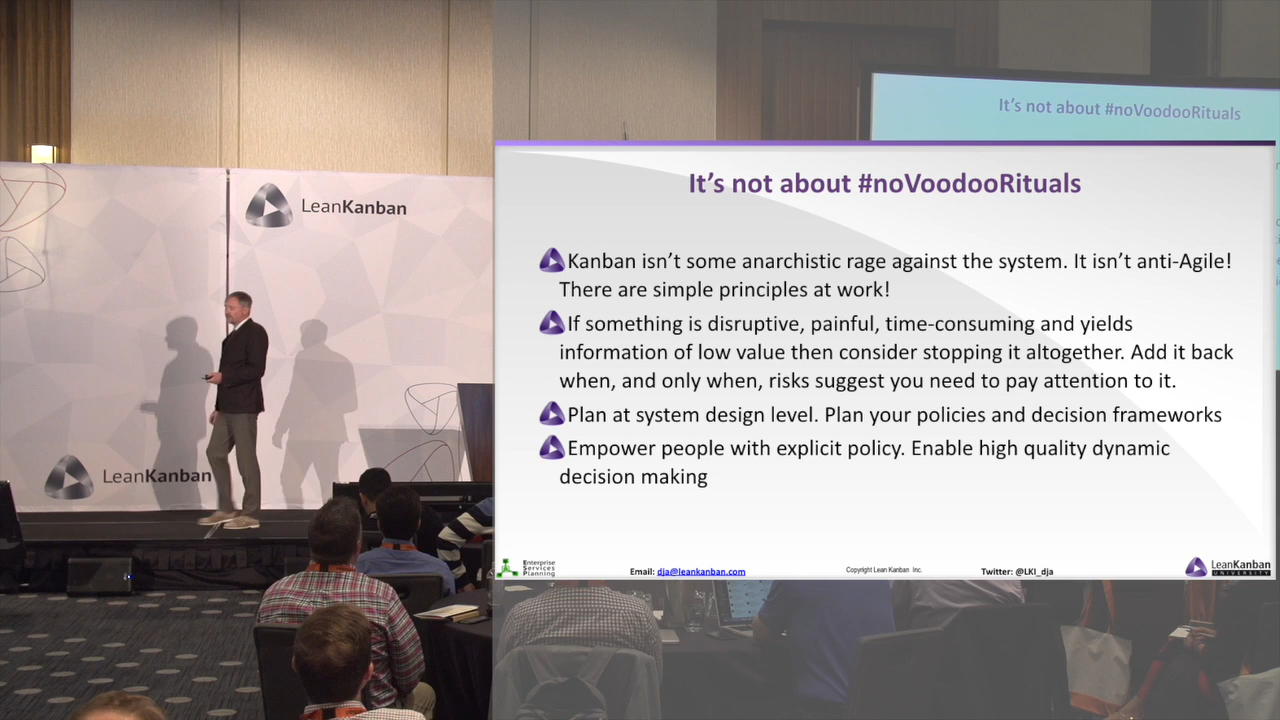 It's not about #noVoodooRituals
LeanKanban
LeanKanban
It's not about #noVoodooRituals
Kanban isn't some anarchistic rage against the system. It isn't anti-Agile!
There are simple principles at work!
If something is disruptive, painful, time-consuming and yields
information of low value then consider stopping it altogether. Add it back
when, and only when, risks suggest you need to pay attention to it.
Plan at system design level. Plan your policies and decision frameworks
Empower people with explicit policy. Enable high quality dynamic
decision making
Enterprise
Services
Planning
Email: dja@leankanban.com
Copyright Lean Kanban Inc.
Twitter: @LKI_dja
LeanKanban
UNIVERSITY